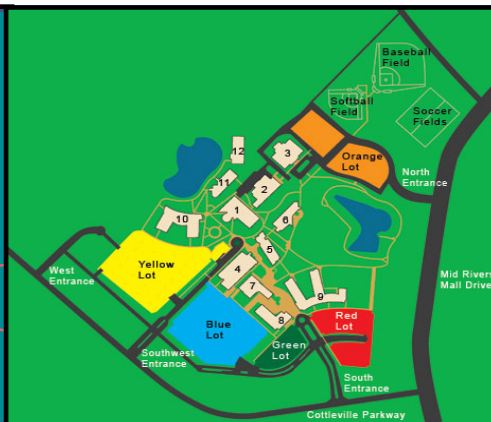 Baseball
Field
Softball
Field
Soccer
Fields
12
3
Orange
Lot
North
Entrance
11
2
1
10
6
5
Yellow
Lot
4
West
Entrance
7
9
Mid Rivers
Mall Drive
Blue
Lot
8
Red
Lot
Green
Lot
Southwest
Entrance
South
Entrance
Cottleville Parkway